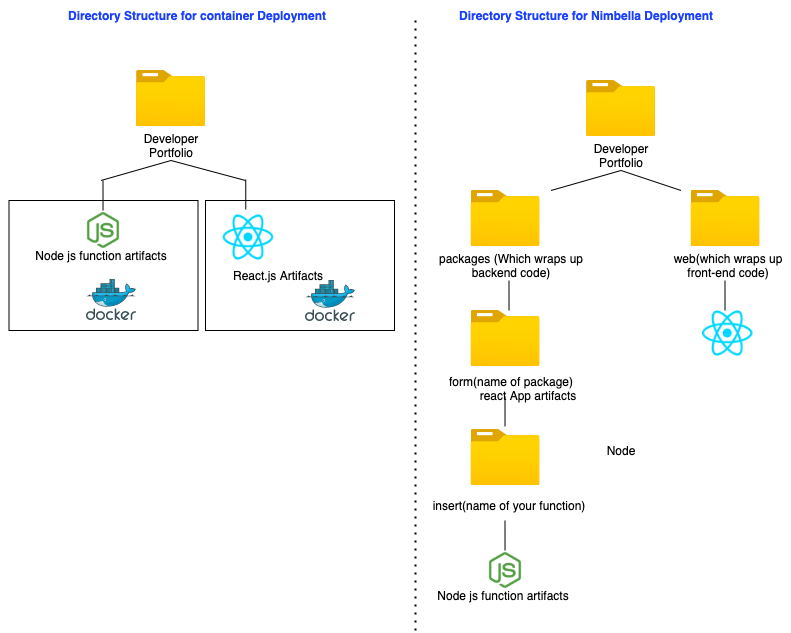 Directory Structure for container Deployment
Developer
Portfolio
JS
Node js function artifacts
docker
React.js Artifacts
docker
Directory Structure for Nimbella Deployment
Developer
Portfolio
packages (Which wraps up
backend code)
web(which wraps up
front-end code)
form(name of package)
react App artifacts
Node
insert(name of your function)
JS
Node js function artifacts